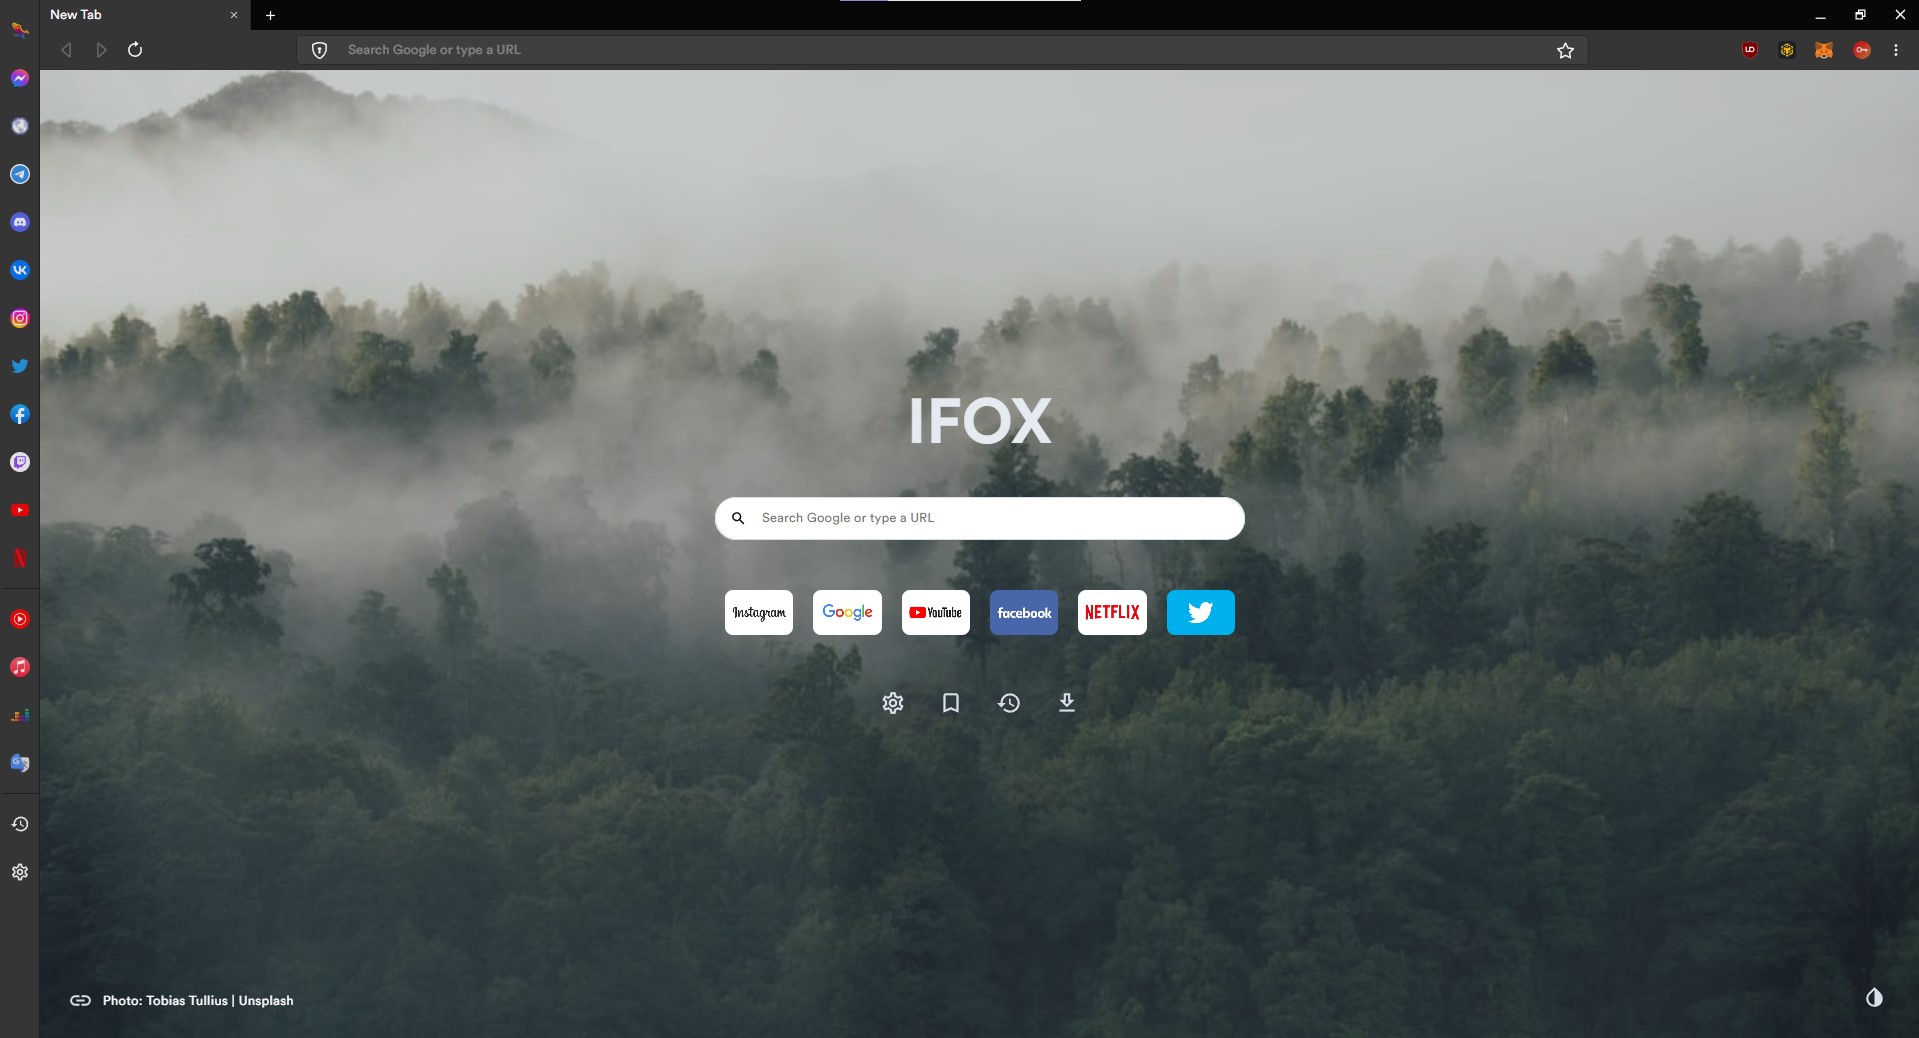 New Tab
Search Google or type a URL
IFOX
Search Google or type a URL
Instagram
Google
YouTube
facebook
NETFLIX
Photo: Tobias Tullius | Unsplash